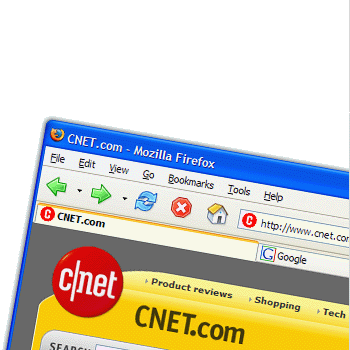 CNET.com - Mozilla Firefox
File Edit View Go Bookmarks Tools Help
C http://www.cnet.com
C CNET.com
G Google
c|net
Product reviews Shopping Tech
CNET.com
SEARCH